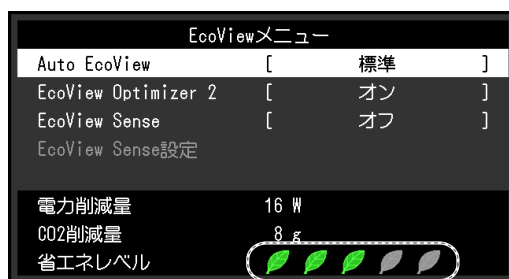 EcoViewメニュー
Auto EcoView [ 標準 ]
EcoView Optimizer 2 [ オン ]
EcoView Sense [ オフ ]
EcoView Sense設定
電力削減量 16 W
CO2削減量 8 g
省エネレベル